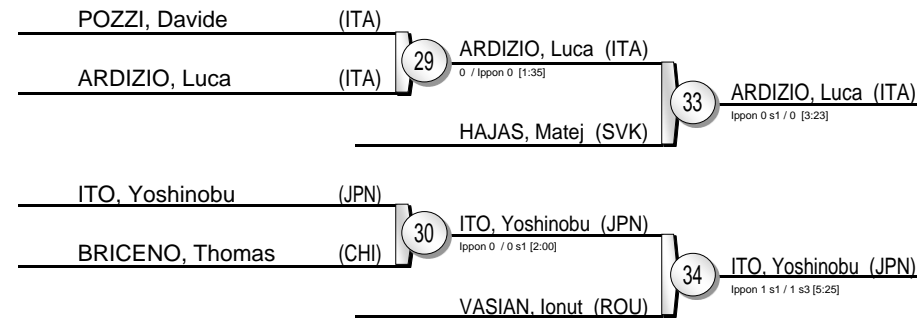 POZZI, Davide (ITA)
29
ARDIZIO, Luca (ITA)
0 / Ippon 0 [1:35]
ARDIZIO, Luca (ITA)
33
ARDIZIO, Luca (ITA)
Ippon 0 s1 / 0 [3:23]
HAJAS, Matej (SVK)
ITO, Yoshinobu (JPN)
30
ITO, Yoshinobu (JPN)
Ippon 0 / 0 s1 [2:00]
BRICENO, Thomas (CHI)
34
ITO, Yoshinobu (JPN)
Ippon 1 s1 / 1 s3 [5:25]
VASIAN, Ionut (ROU)